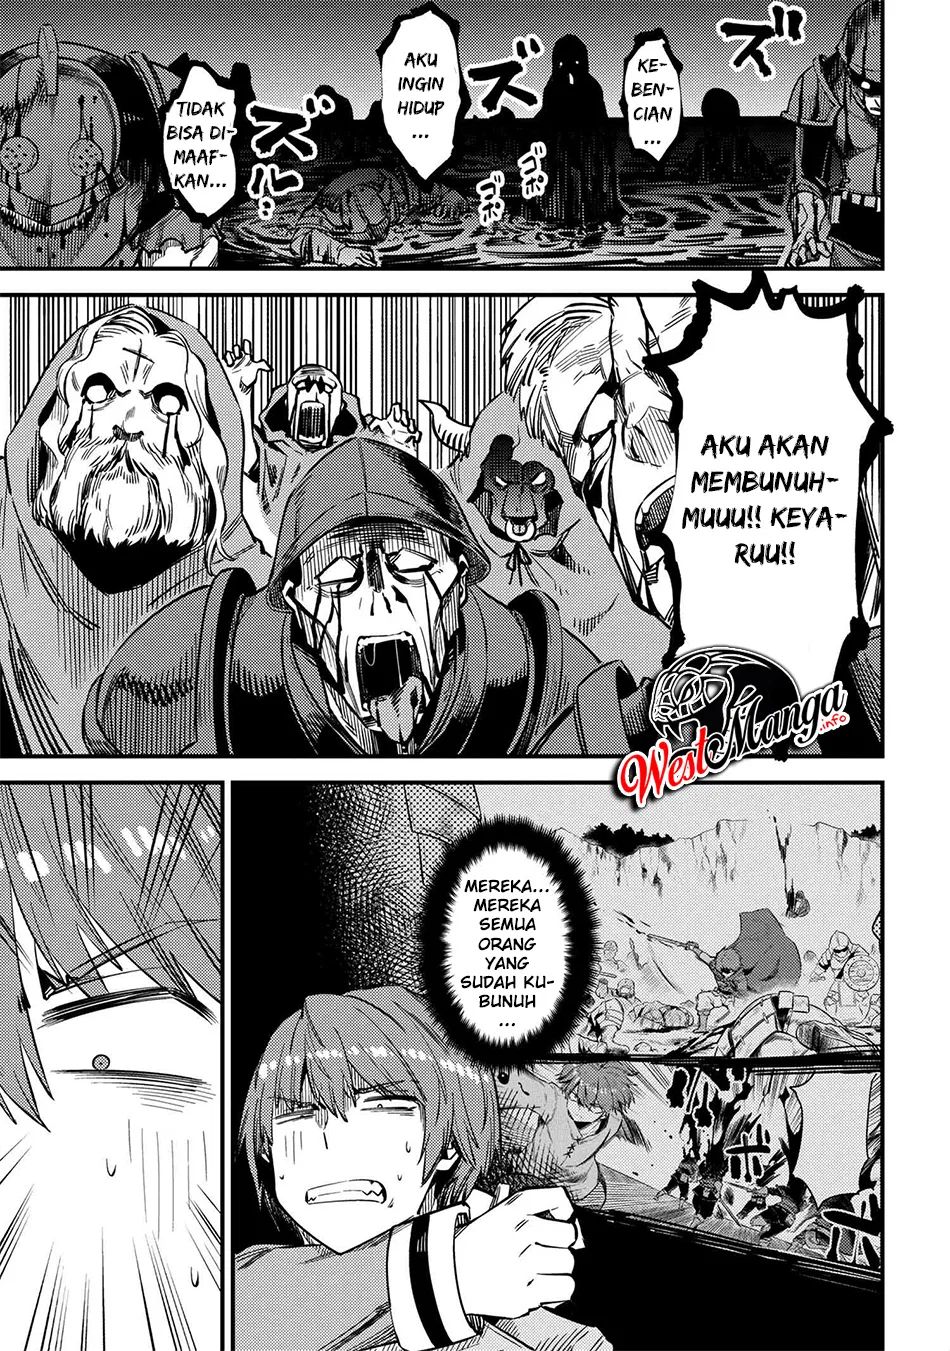 KE-
BEN-
CIAN
...
AKU
INGIN
HIDUP
...
TIDAK
BISA DI-
MAAF-
KAN...
ズ
ズ
ズ
ズル…
ゴボ
ゴボ
AKU AKAN
MEMBUNUH-
MUUU!! KEYA-
RUU!!
WestManga
.info
MEREKA...
MEREKA
SEMUA
ORANG
YANG
SUDAH KU-
BUNUH
...